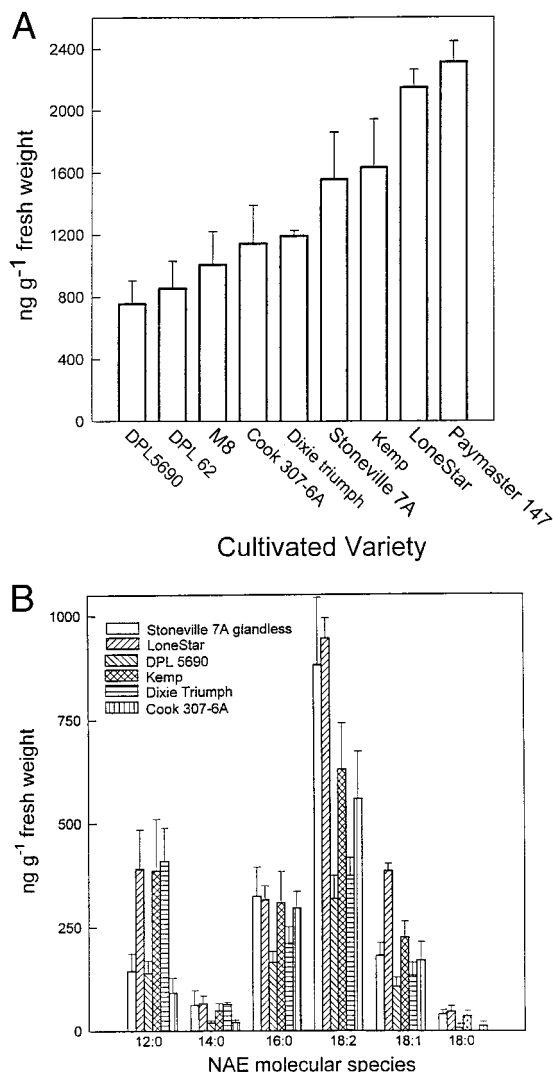 A
ng g⁻¹ fresh weight
2400
2000
1600
1200
800
400
0
DPL5690
DPL 62
M8
Cook 307-6A
Dixie triumph
Stoneville 7A
Kemp
LoneStar
Paymaster 147
Cultivated Variety
B
ng g⁻¹ fresh weight
1000
750
500
250
0
Stoneville 7A glandless
LoneStar
DPL 5690
Kemp
Dixie Triumph
Cook 307-6A
12:0
14:0
16:0
18:2
18:1
18:0
NAE molecular species